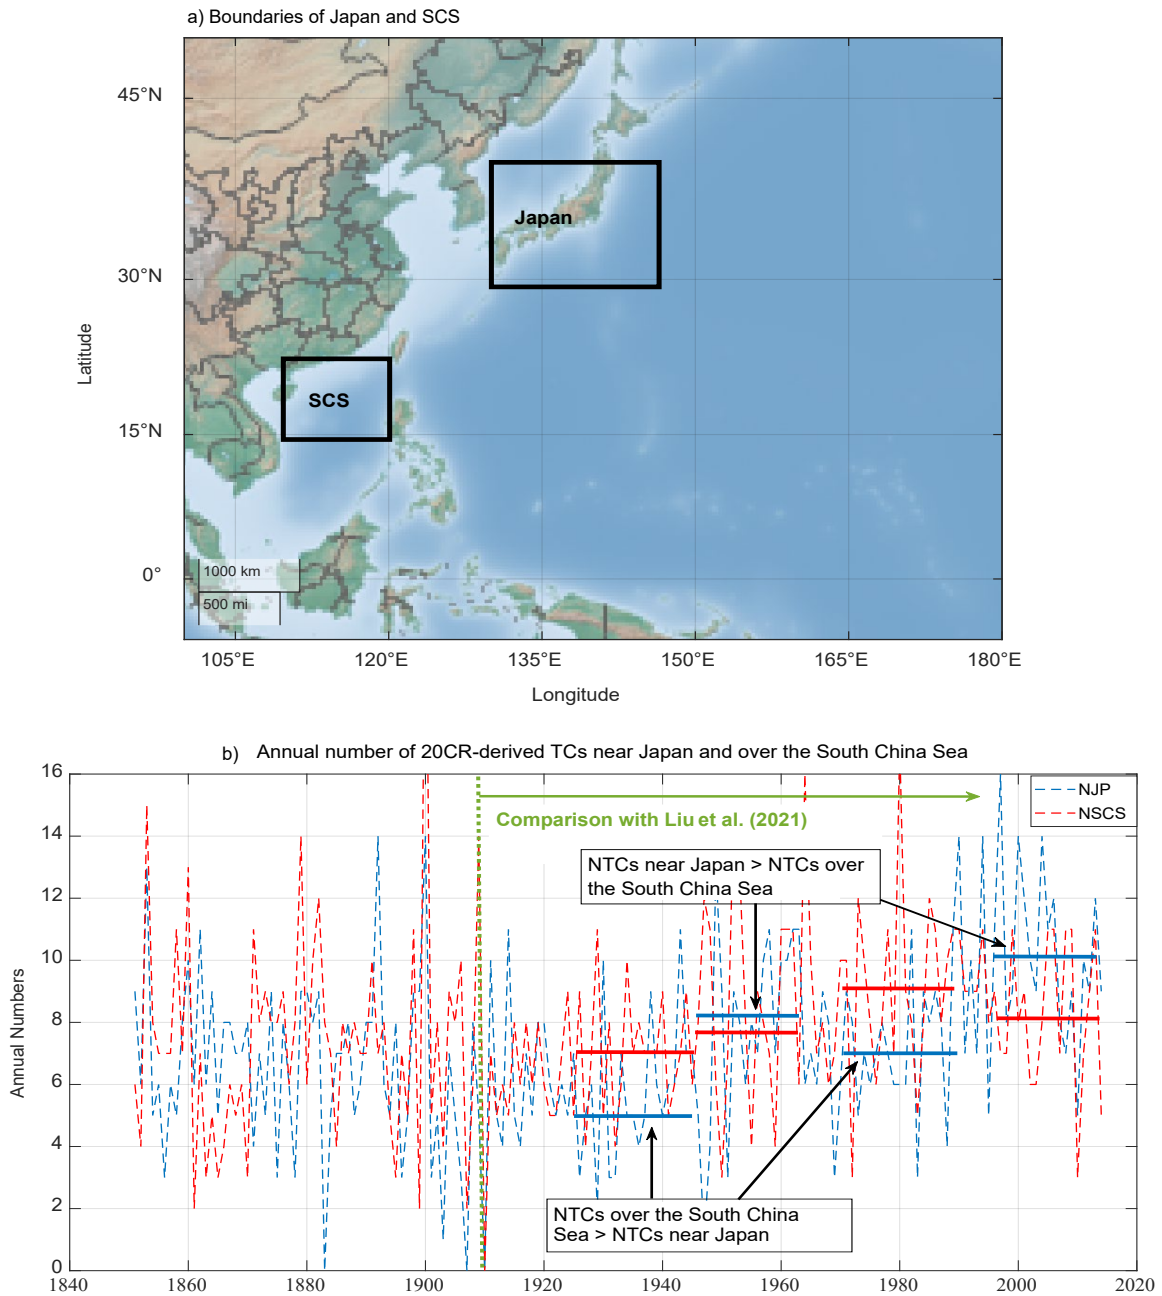 a) Boundaries of Japan and SCS
45°N
30°N
15°N
0°
Latitude
Japan
SCS
1000 km
500 mi
105°E 120°E 135°E 150°E 165°E 180°E
Longitude
b) Annual number of 20CR-derived TCs near Japan and over the South China Sea
16
14
12
10
8
6
4
2
0
Annual Numbers
NJP
NSCS
Comparison with Liu et al. (2021)
NTCs near Japan > NTCs over
the South China Sea
NTCs over the South China
Sea > NTCs near Japan
1840 1860 1880 1900 1920 1940 1960 1980 2000 2020